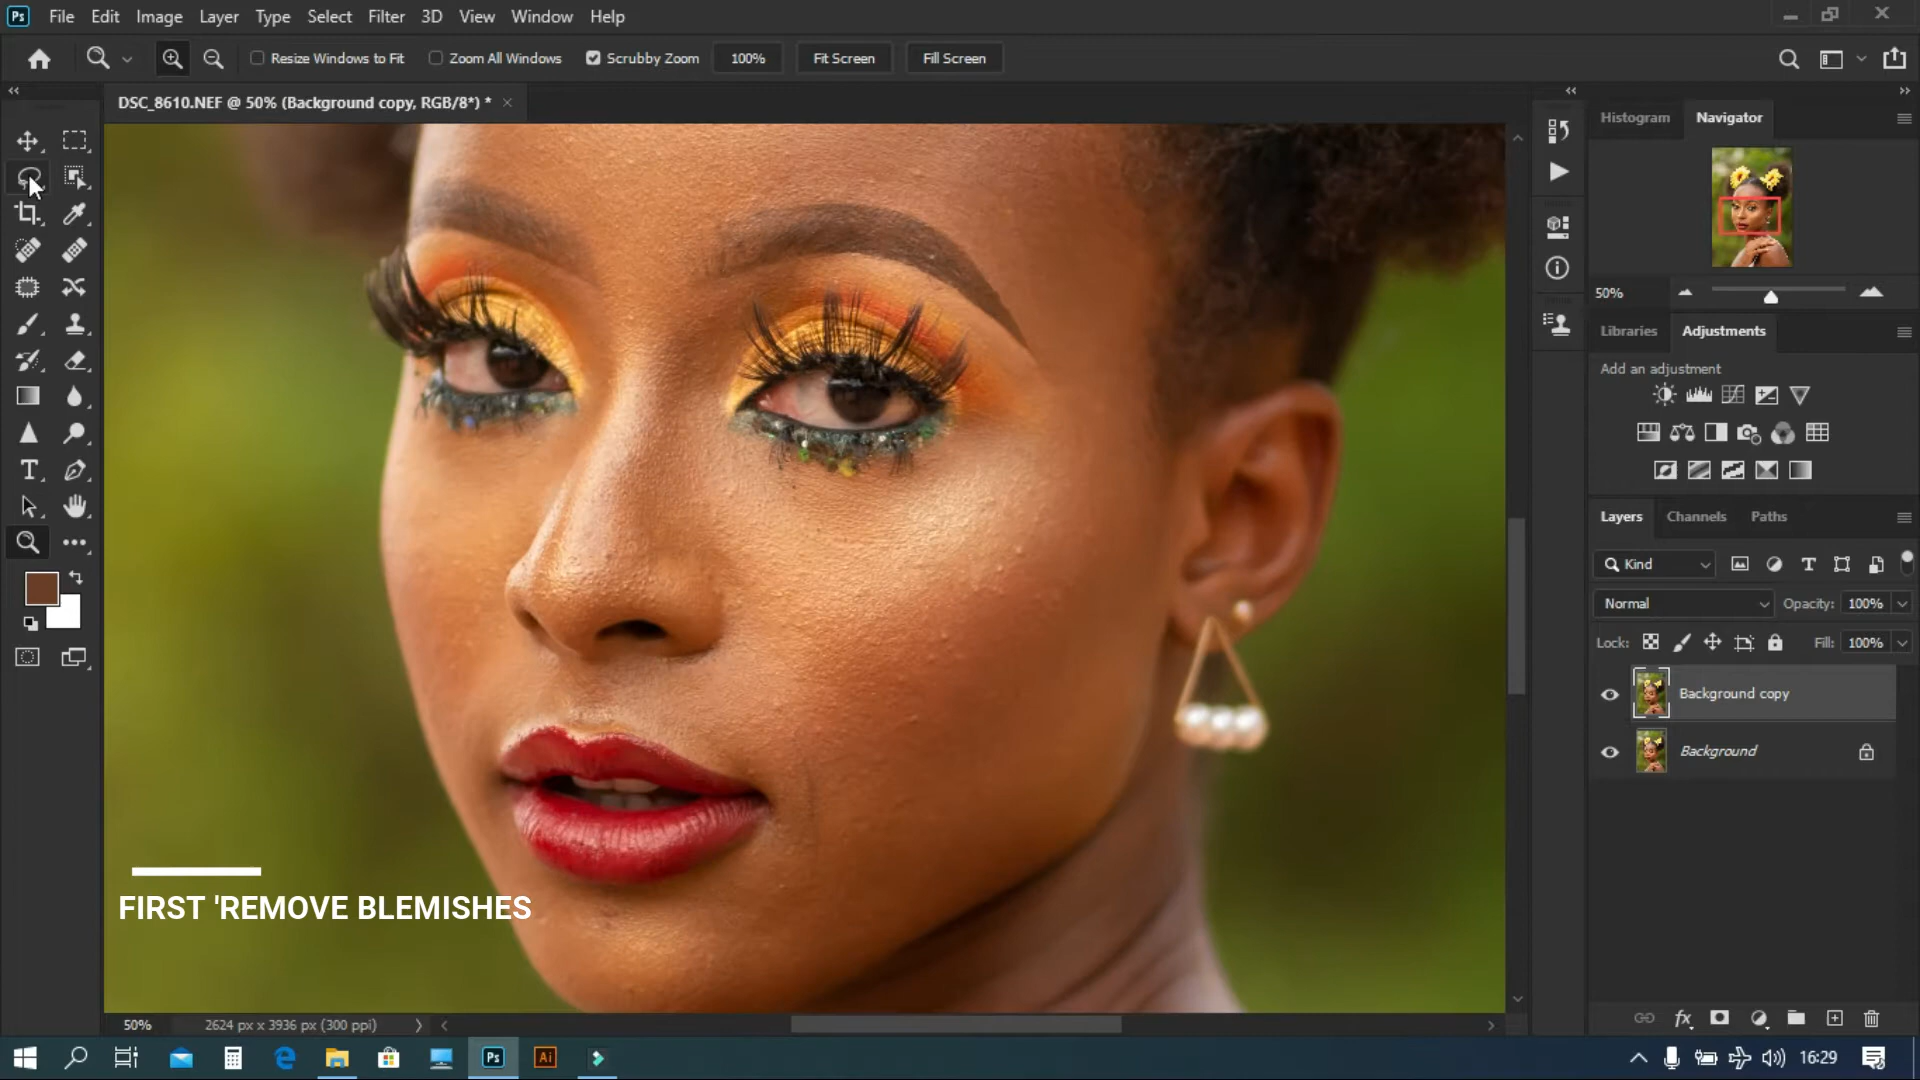 Ps File Edit Image Layer Type Select Filter 3D View Window Help
Resize Windows to Fit Zoom All Windows Scrubby Zoom 100% Fit Screen Fill Screen
DSC_8610.NEF @ 50% (Background copy, RGB/8*) *
Histogram Navigator
50%
Libraries Adjustments
Add an adjustment
Layers Channels Paths
Kind
Normal Opacity: 100%
Lock: Fill: 100%
Background copy
Background
FIRST 'REMOVE BLEMISHES
50% 2624 px x 3936 px (300 ppi)
Ps Ai 16:29